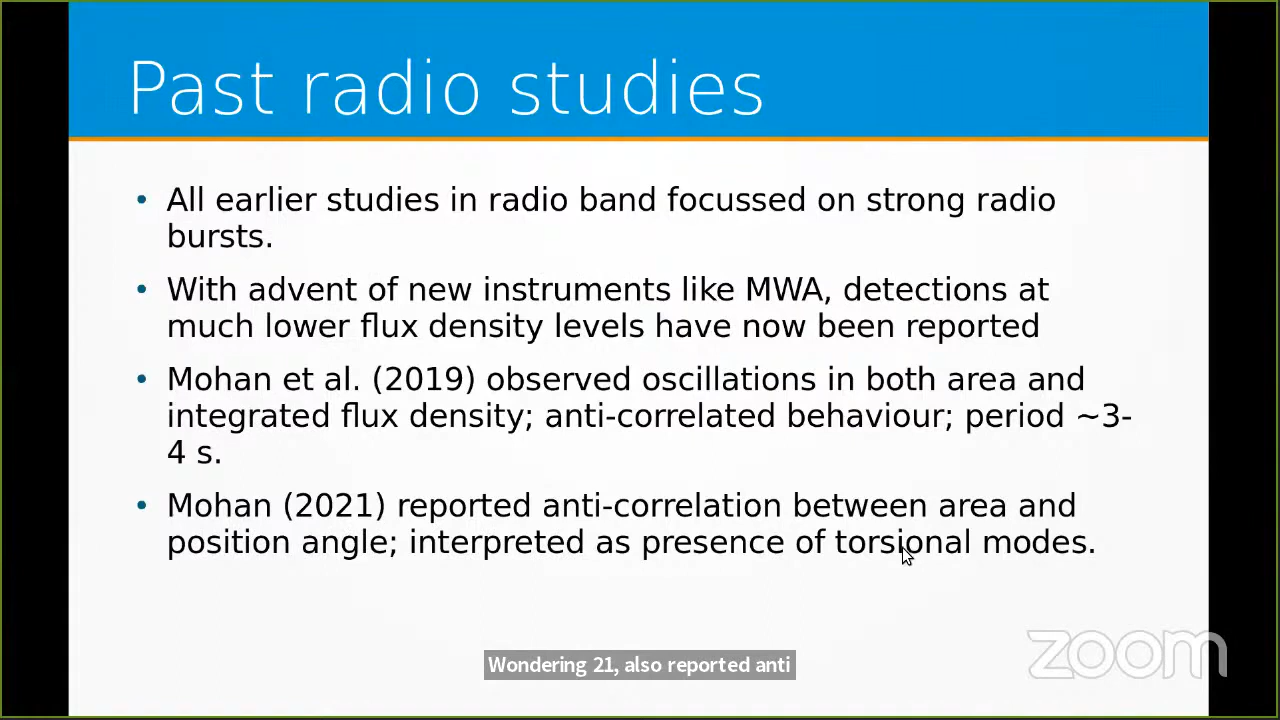 Past radio studies
• All earlier studies in radio band focussed on strong radio
bursts.
• With advent of new instruments like MWA, detections at
much lower flux density levels have now been reported
• Mohan et al. (2019) observed oscillations in both area and
integrated flux density; anti-correlated behaviour; period ~3-
4 s.
• Mohan (2021) reported anti-correlation between area and
position angle; interpreted as presence of torsional modes.
zoom
Wondering 21, also reported anti